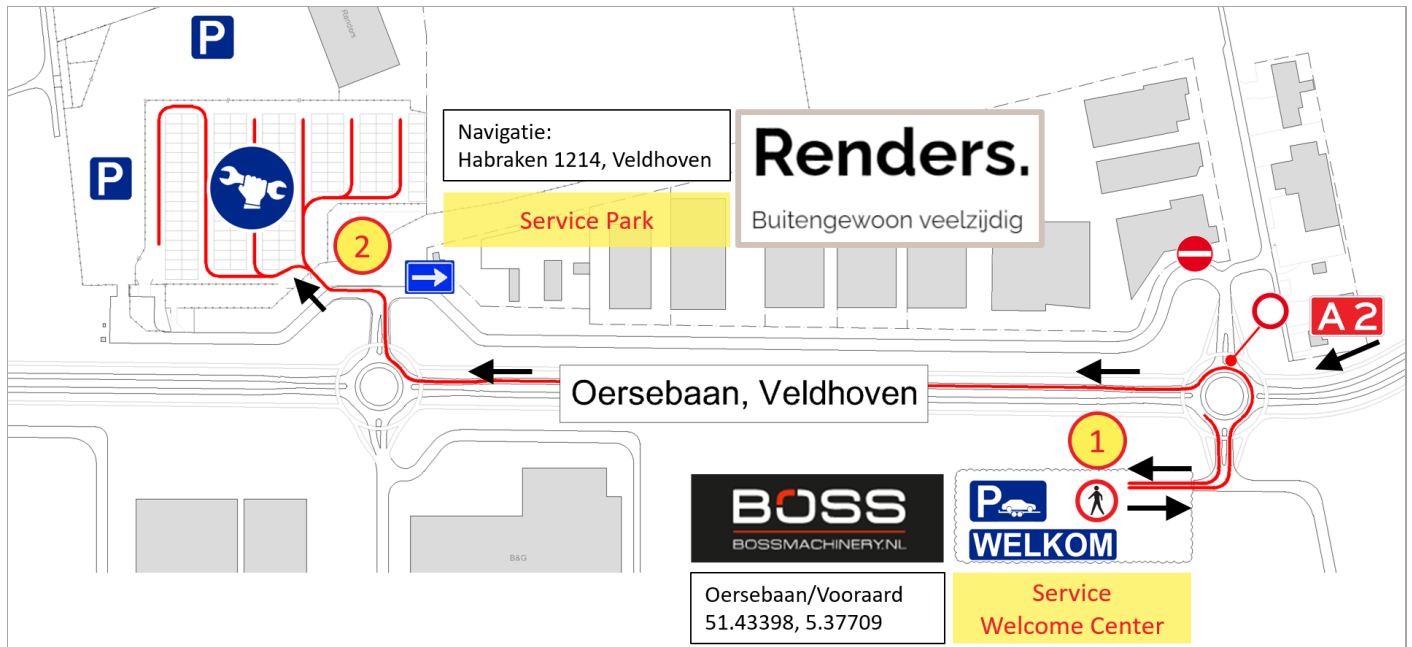 P
Renders
P
Navigatie:
Habraken 1214, Veldhoven
Service Park
Renders.
Buitengewoon veelzijdig
2
A 2
Oersebaan, Veldhoven
1
BOSS
BOSSMACHINERY.NL
P
WELKOM
B&G
Oersebaan/Vooraard
51.43398, 5.37709
Service
Welcome Center